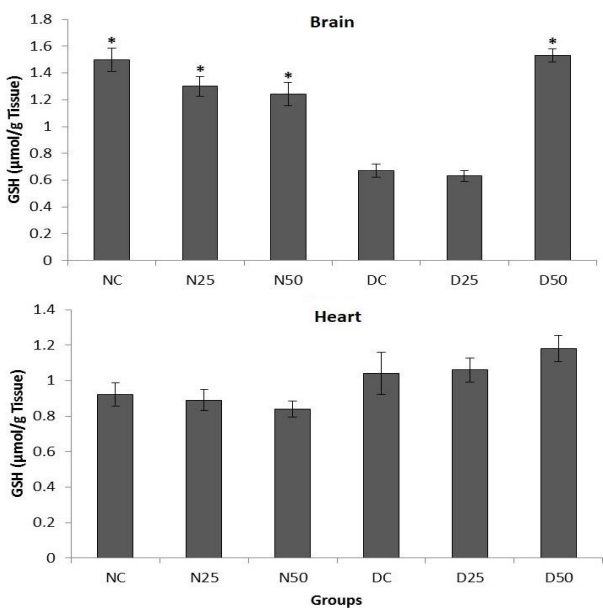 Brain
GSH (µmol/g Tissue)
1.8
1.6
1.4
1.2
1
0.8
0.6
0.4
0.2
0
* * * *
NC N25 N50 DC D25 D50
Heart
GSH (µmol/g Tissue)
1.4
1.2
1
0.8
0.6
0.4
0.2
0
NC N25 N50 DC D25 D50
Groups